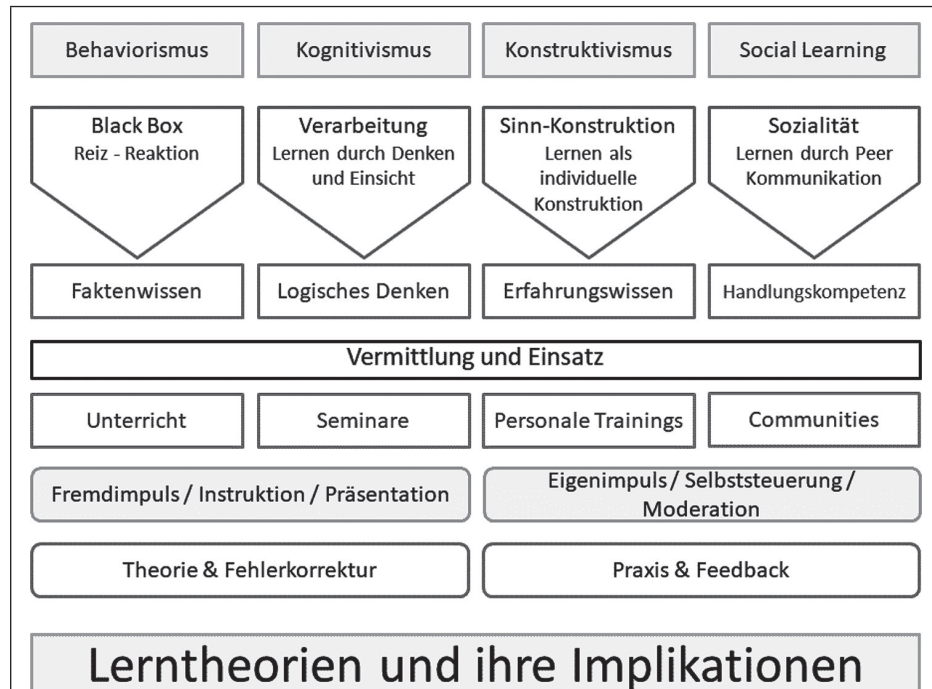 Behaviorismus
Kognitivismus
Konstruktivismus
Social Learning
Black Box
Reiz - Reaktion
Verarbeitung
Lernen durch Denken
und Einsicht
Sinn-Konstruktion
Lernen als
individuelle
Konstruktion
Sozialität
Lernen durch Peer
Kommunikation
Faktenwissen
Logisches Denken
Erfahrungswissen
Handlungskompetenz
Vermittlung und Einsatz
Unterricht
Seminare
Personale Trainings
Communities
Fremdimpuls / Instruktion / Präsentation
Eigenimpuls / Selbststeuerung /
Moderation
Theorie & Fehlerkorrektur
Praxis & Feedback
Lerntheorien und ihre Implikationen